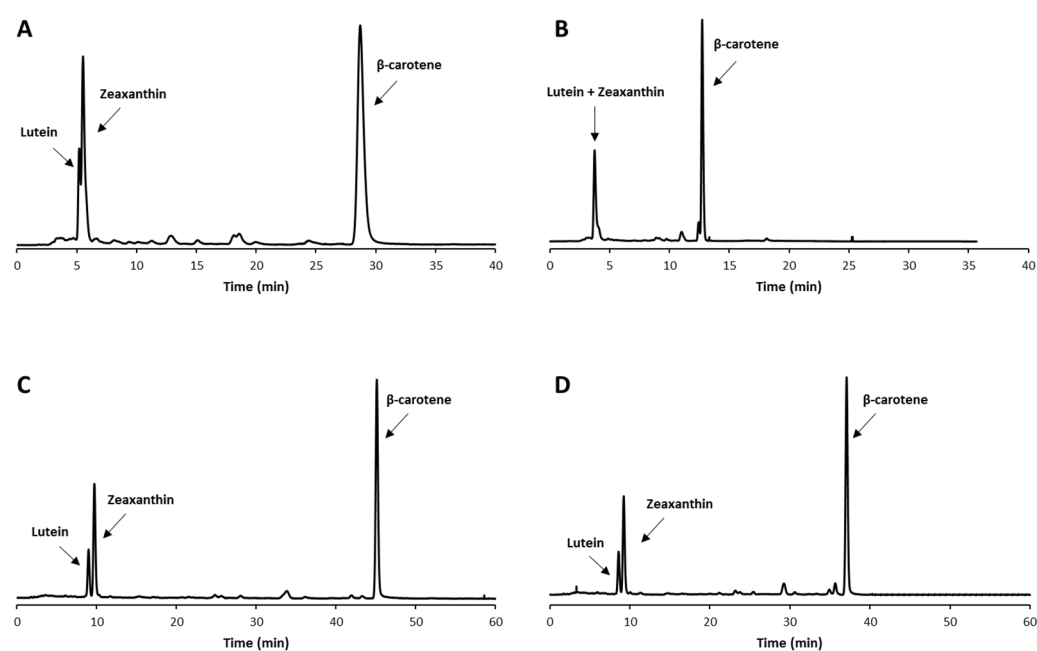 A
β-carotene
Zeaxanthin
Lutein
0 5 10 15 20 25 30 35 40
Time (min)
B
β-carotene
Lutein + Zeaxanthin
0 5 10 15 20 25 30 35 40
Time (min)
C
β-carotene
Zeaxanthin
Lutein
0 10 20 30 40 50 60
Time (min)
D
β-carotene
Zeaxanthin
Lutein
0 10 20 30 40 50 60
Time (min)